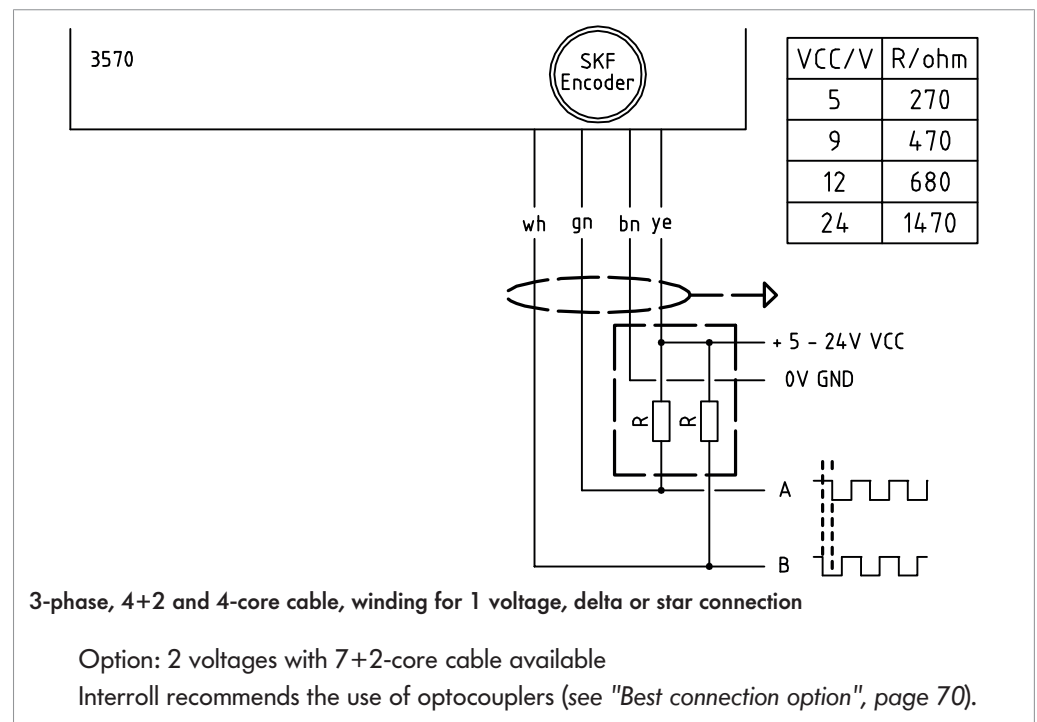 3570
SKF
Encoder
VCC/V R/ohm
5 270
9 470
12 680
24 1470
wh gn bn ye
+ 5 - 24V VCC
0V GND
R R
A
B
3-phase, 4+2 and 4-core cable, winding for 1 voltage, delta or star connection
Option: 2 voltages with 7+2-core cable available
Interroll recommends the use of optocouplers (see "Best connection option", page 70).